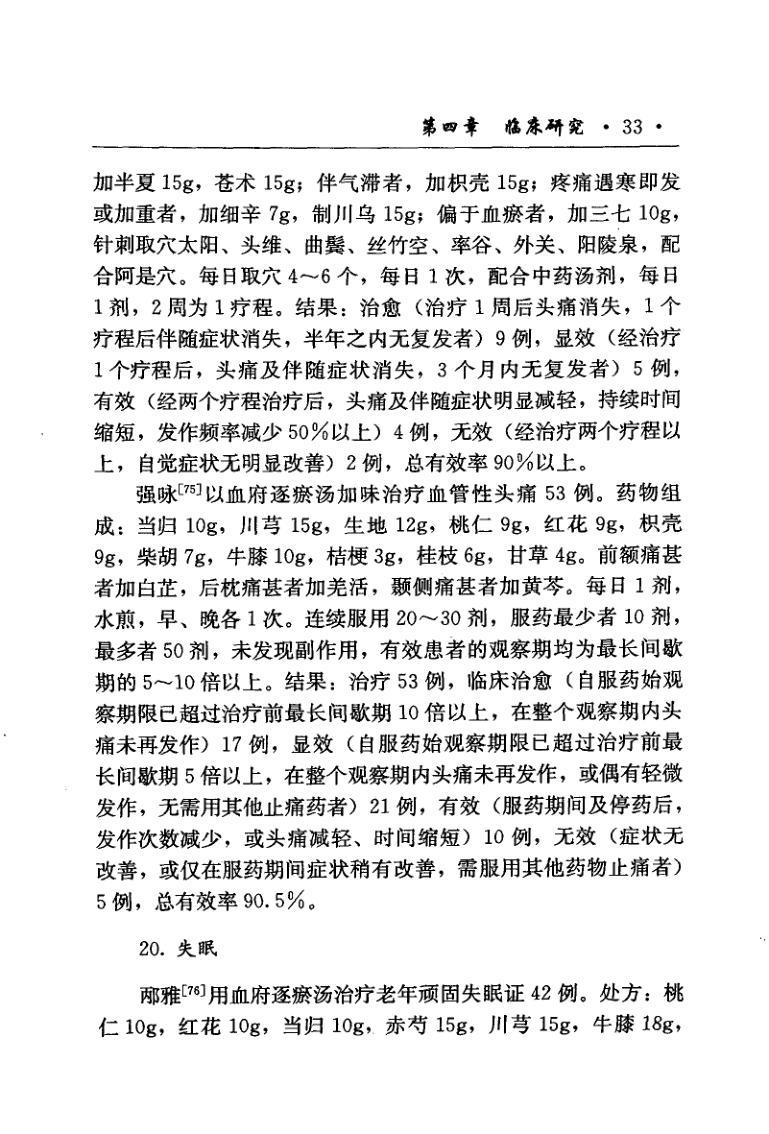 第四章 临床研究 · 33 ·
加半夏 15g，苍术 15g；伴气滞者，加枳壳 15g；疼痛遇寒即发
或加重者，加细辛 7g，制川乌 15g；偏于血瘀者，加三七 10g，
针刺取穴太阳、头维、曲鬓、丝竹空、率谷、外关、阳陵泉，配
合阿是穴。每日取穴 4～6 个，每日 1 次，配合中药汤剂，每日
1 剂，2 周为 1 疗程。结果：治愈（治疗 1 周后头痛消失，1 个
疗程后伴随症状消失，半年之内无复发者）9 例，显效（经治疗
1 个疗程后，头痛及伴随症状消失，3 个月内无复发者）5 例，
有效（经两个疗程治疗后，头痛及伴随症状明显减轻，持续时间
缩短，发作频率减少 50%以上）4 例，无效（经治疗两个疗程以
上，自觉症状无明显改善）2 例，总有效率 90%以上。
强咏[75]以血府逐瘀汤加味治疗血管性头痛 53 例。药物组
成：当归 10g，川芎 15g，生地 12g，桃仁 9g，红花 9g，枳壳
9g，柴胡 7g，牛膝 10g，桔梗 3g，桂枝 6g，甘草 4g。前额痛甚
者加白芷，后枕痛甚者加羌活，颞侧痛甚者加黄芩。每日 1 剂，
水煎，早、晚各 1 次。连续服用 20～30 剂，服药最少者 10 剂，
最多者 50 剂，未发现副作用，有效患者的观察期均为最长间歇
期的 5～10 倍以上。结果：治疗 53 例，临床治愈（自服药始观
察期限已超过治疗前最长间歇期 10 倍以上，在整个观察期内头
痛未再发作）17 例，显效（自服药始观察期限已超过治疗前最
长间歇期 5 倍以上，在整个观察期内头痛未再发作，或偶有轻微
发作，无需用其他止痛药者）21 例，有效（服药期间及停药后，
发作次数减少，或头痛减轻、时间缩短）10 例，无效（症状无
改善，或仅在服药期间症状稍有改善，需服用其他药物止痛者）
5 例，总有效率 90.5%。
20. 失眠
邴雅[76]用血府逐瘀汤治疗老年顽固失眠证 42 例。处方：桃
仁 10g，红花 10g，当归 10g，赤芍 15g，川芎 15g，牛膝 18g，